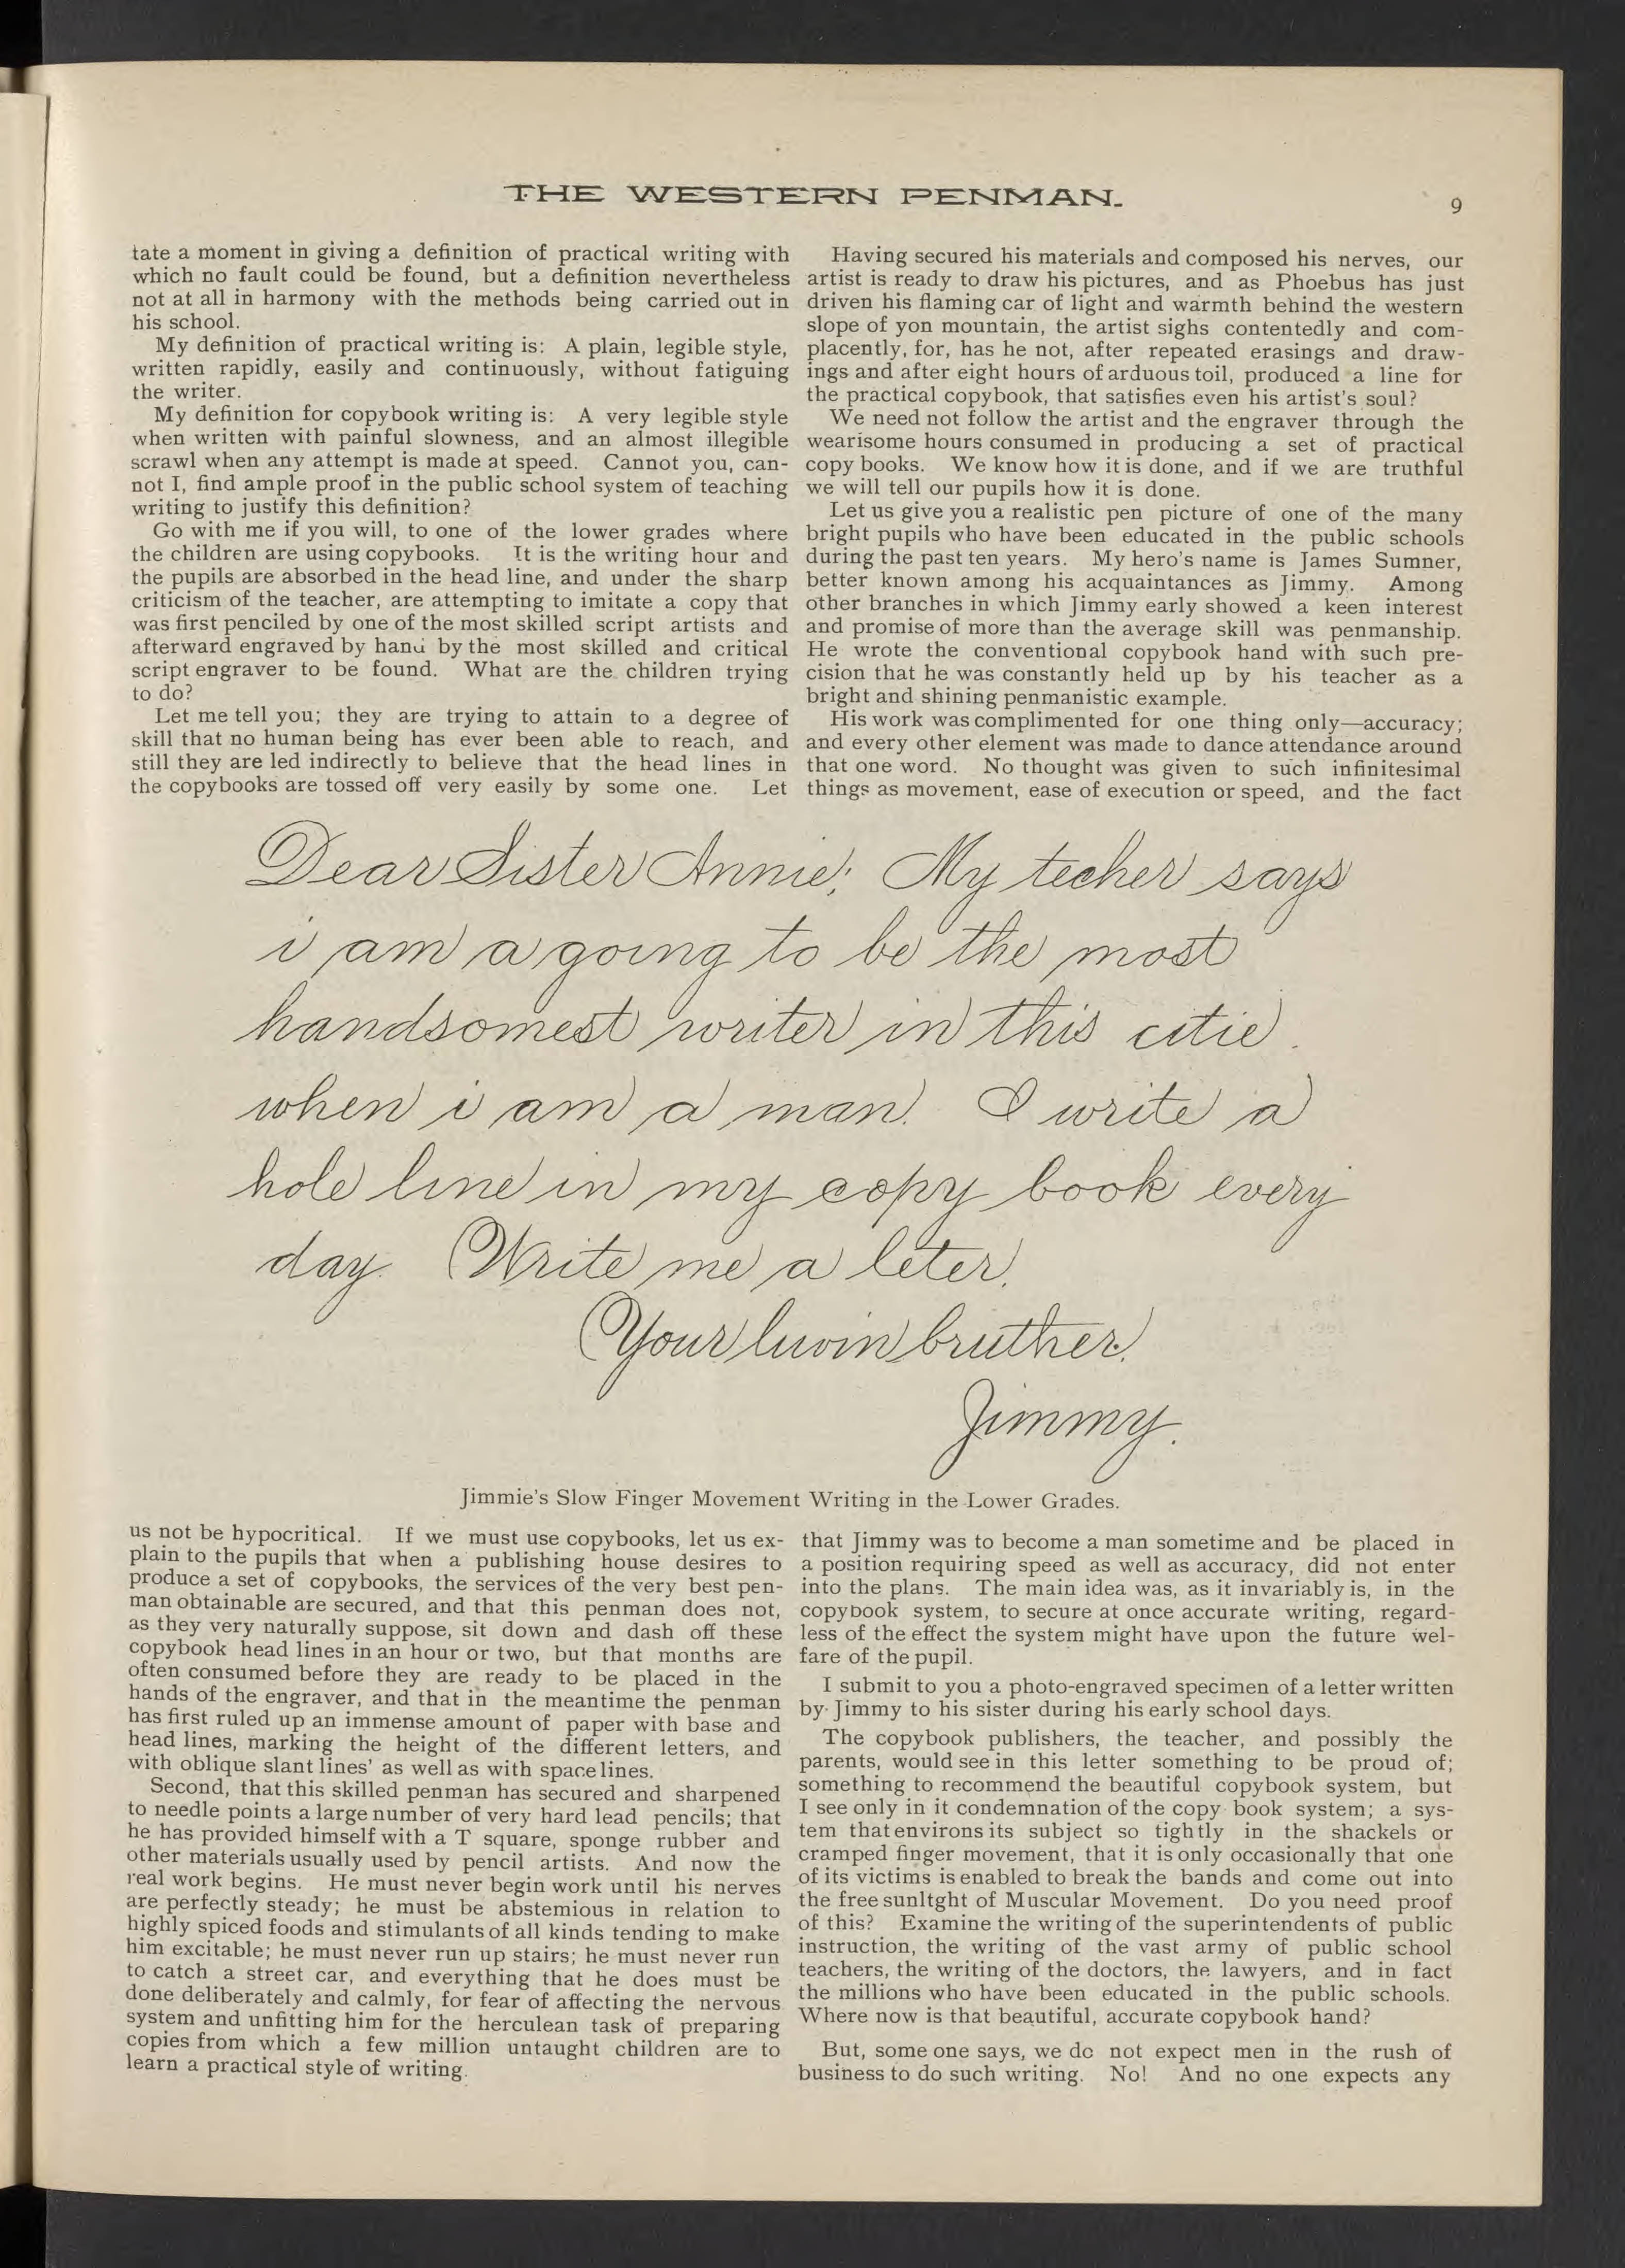 THE WESTERN PENMAN.
9
tate a moment in giving a definition of practical writing with
which no fault could be found, but a definition nevertheless
not at all in harmony with the methods being carried out in
his school.
My definition of practical writing is: A plain, legible style,
written rapidly, easily and continuously, without fatiguing
the writer.
My definition for copybook writing is: A very legible style
when written with painful slowness, and an almost illegible
scrawl when any attempt is made at speed. Cannot you, can-
not I, find ample proof in the public school system of teaching
writing to justify this definition?
Go with me if you will, to one of the lower grades where
the children are using copybooks. It is the writing hour and
the pupils are absorbed in the head line, and under the sharp
criticism of the teacher, are attempting to imitate a copy that
was first penciled by one of the most skilled script artists and
afterward engraved by hand by the most skilled and critical
script engraver to be found. What are the children trying
to do?
Let me tell you; they are trying to attain to a degree of
skill that no human being has ever been able to reach, and
still they are led indirectly to believe that the head lines in
the copybooks are tossed off very easily by some one. Let
Having secured his materials and composed his nerves, our
artist is ready to draw his pictures, and as Phoebus has just
driven his flaming car of light and warmth behind the western
slope of yon mountain, the artist sighs contentedly and com-
placently, for, has he not, after repeated erasings and draw-
ings and after eight hours of arduous toil, produced a line for
the practical copybook, that satisfies even his artist's soul?
We need not follow the artist and the engraver through the
wearisome hours consumed in producing a set of practical
copy books. We know how it is done, and if we are truthful
we will tell our pupils how it is done.
Let us give you a realistic pen picture of one of the many
bright pupils who have been educated in the public schools
during the past ten years. My hero's name is James Sumner,
better known among his acquaintances as Jimmy. Among
other branches in which Jimmy early showed a keen interest
and promise of more than the average skill was penmanship.
He wrote the conventional copybook hand with such pre-
cision that he was constantly held up by his teacher as a
bright and shining penmanistic example.
His work was complimented for one thing only—accuracy;
and every other element was made to dance attendance around
that one word. No thought was given to such infinitesimal
things as movement, ease of execution or speed, and the fact
Dear Sister Annie; My techer says
i am a going to be the most
handsomest writer in this citie.
when i am a man. I write a
hole line in my copy book every
day. Write me a leter.
Your luvin bruther.
Jimmy.
Jimmie's Slow Finger Movement Writing in the Lower Grades.
us not be hypocritical. If we must use copybooks, let us ex-
plain to the pupils that when a publishing house desires to
produce a set of copybooks, the services of the very best pen-
man obtainable are secured, and that this penman does not,
as they very naturally suppose, sit down and dash off these
copybook head lines in an hour or two, but that months are
often consumed before they are ready to be placed in the
hands of the engraver, and that in the meantime the penman
has first ruled up an immense amount of paper with base and
head lines, marking the height of the different letters, and
with oblique slant lines' as well as with space lines.
Second, that this skilled penman has secured and sharpened
to needle points a large number of very hard lead pencils; that
he has provided himself with a T square, sponge rubber and
other materials usually used by pencil artists. And now the
real work begins. He must never begin work until his nerves
are perfectly steady; he must be abstemious in relation to
highly spiced foods and stimulants of all kinds tending to make
him excitable; he must never run up stairs; he must never run
to catch a street car, and everything that he does must be
done deliberately and calmly, for fear of affecting the nervous
system and unfitting him for the herculean task of preparing
copies from which a few million untaught children are to
learn a practical style of writing.
that Jimmy was to become a man sometime and be placed in
a position requiring speed as well as accuracy, did not enter
into the plans. The main idea was, as it invariably is, in the
copybook system, to secure at once accurate writing, regard-
less of the effect the system might have upon the future wel-
fare of the pupil.
I submit to you a photo-engraved specimen of a letter written
by Jimmy to his sister during his early school days.
The copybook publishers, the teacher, and possibly the
parents, would see in this letter something to be proud of;
something to recommend the beautiful copybook system, but
I see only in it condemnation of the copy book system; a sys-
tem that environs its subject so tightly in the shackels or
cramped finger movement, that it is only occasionally that one
of its victims is enabled to break the bands and come out into
the free sunltght of Muscular Movement. Do you need proof
of this? Examine the writing of the superintendents of public
instruction, the writing of the vast army of public school
teachers, the writing of the doctors, the lawyers, and in fact
the millions who have been educated in the public schools.
Where now is that beautiful, accurate copybook hand?
But, some one says, we do not expect men in the rush of
business to do such writing. No! And no one expects any